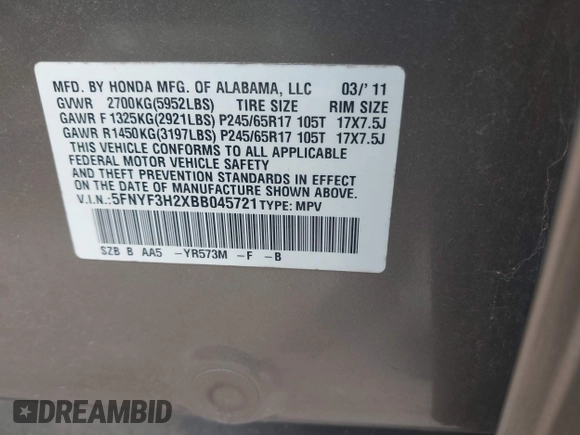 MFD. BY HONDA MFG. OF ALABAMA, LLC 03/'11
GVWR 2700KG(5952LBS) TIRE SIZE RIM SIZE
GAWR F 1325KG(2921LBS) P245/65R17 105T 17X7.5J
GAWR R1450KG(3197LBS) P245/65R17 105T 17X7.5J
THIS VEHICLE CONFORMS TO ALL APPLICABLE
FEDERAL MOTOR VEHICLE SAFETY
AND THEFT PREVENTION STANDARDS IN EFFECT
ON THE DATE OF MANUFACTURE SHOWN ABOVE.
V.I.N.:5FNYF3H2XBB045721 TYPE: MPV
SZB B AA5 -YR573M -F -B
DREAMBID